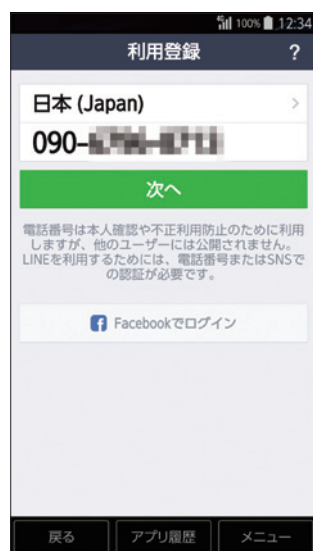 100% 12:34
利用登録 ?
日本 (Japan) >
090-
次へ
電話番号は本人確認や不正利用防止のために利用
しますが、他のユーザーには公開されません。
LINEを利用するためには、電話番号またはSNSで
の認証が必要です。
f Facebookでログイン
戻る アプリ履歴 メニュー